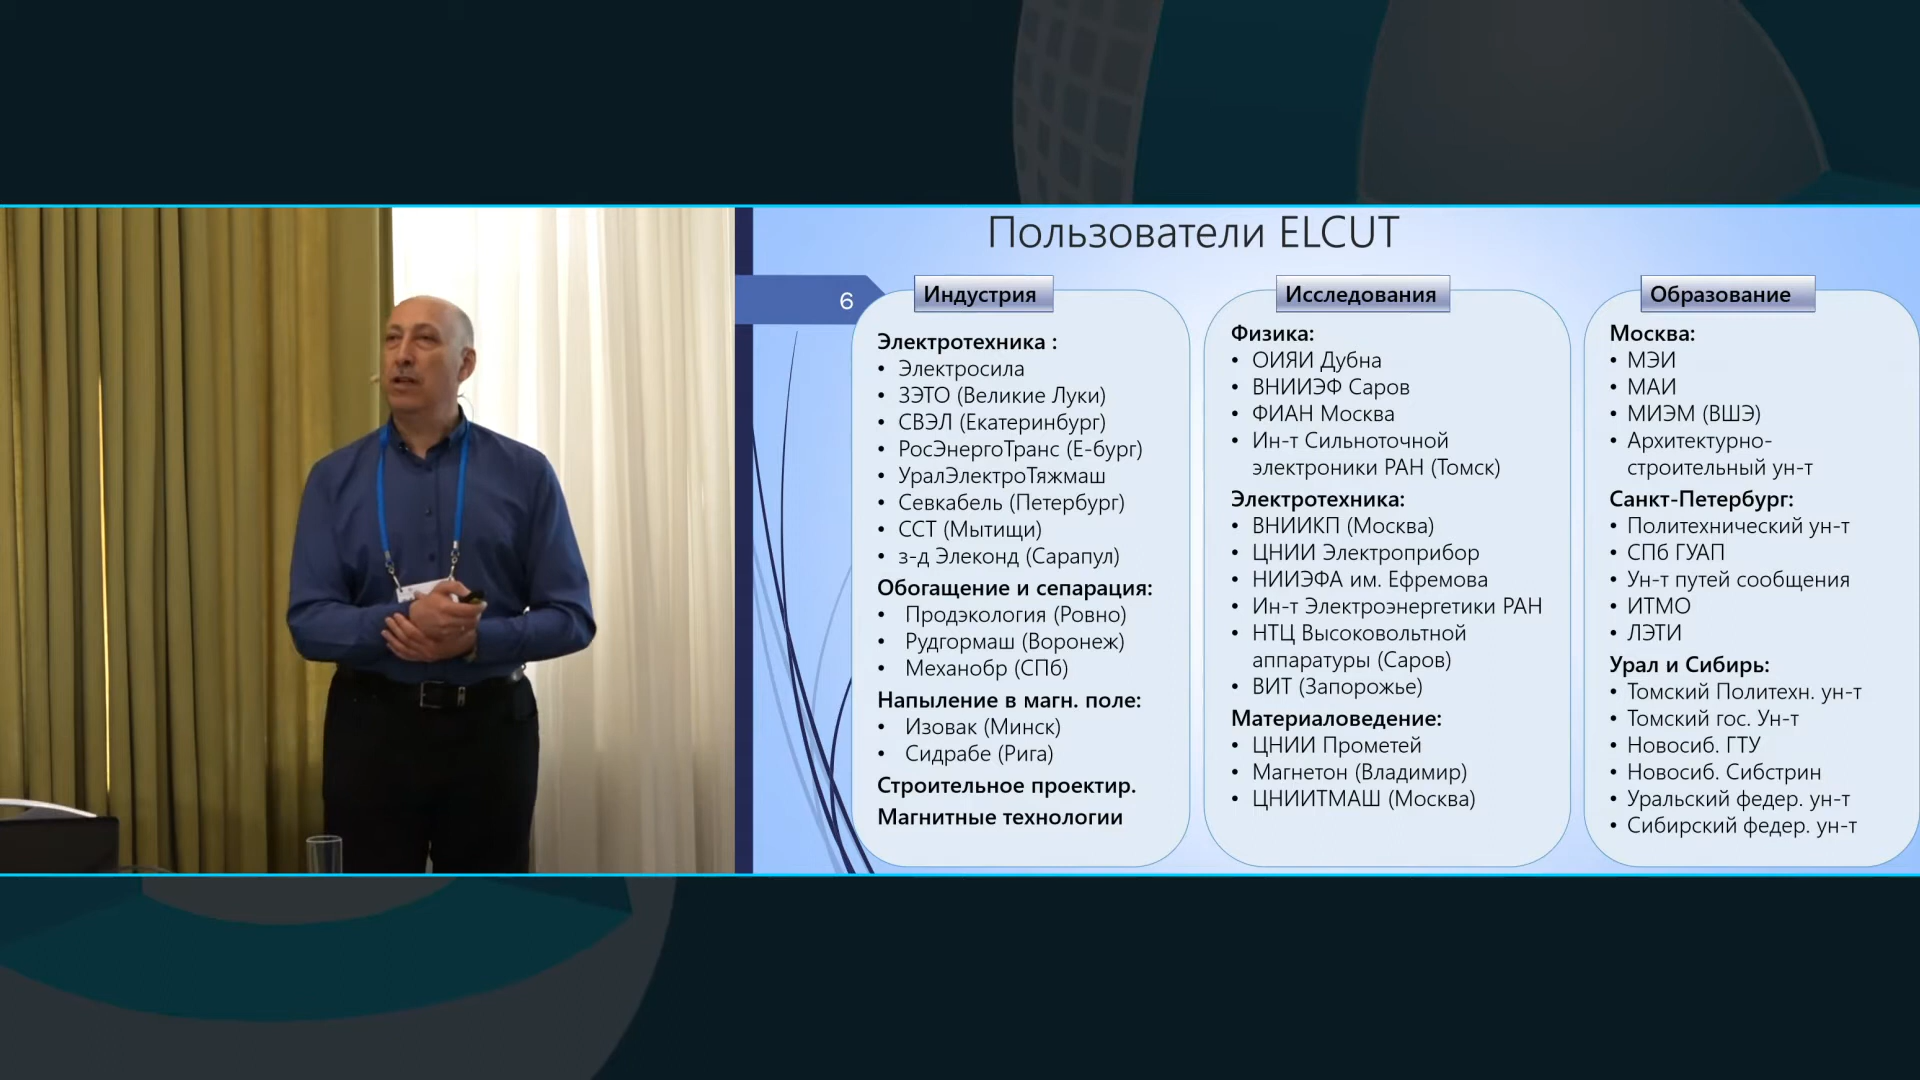 Пользователи ELCUT
6
Индустрия
Электротехника :
• Электросила
• ЗЭТО (Великие Луки)
• СВЭЛ (Екатеринбург)
• РосЭнергоТранс (Е-бург)
• УралЭлектроТяжмаш
• Севкабель (Петербург)
• ССТ (Мытищи)
• з-д Элеконд (Сарапул)
Обогащение и сепарация:
• Продэкология (Ровно)
• Рудгормаш (Воронеж)
• Механобр (СПб)
Напыление в магн. поле:
• Изовак (Минск)
• Сидрабе (Рига)
Строительное проектир.
Магнитные технологии
Исследования
Физика:
• ОИЯИ Дубна
• ВНИИЭФ Саров
• ФИАН Москва
• Ин-т Сильноточной
электроники РАН (Томск)
Электротехника:
• ВНИИКП (Москва)
• ЦНИИ Электроприбор
• НИИЭФА им. Ефремова
• Ин-т Электроэнергетики РАН
• НТЦ Высоковольтной
аппаратуры (Саров)
• ВИТ (Запорожье)
Материаловедение:
• ЦНИИ Прометей
• Магнетон (Владимир)
• ЦНИИТМАШ (Москва)
Образование
Москва:
• МЭИ
• МАИ
• МИЭМ (ВШЭ)
• Архитектурно-
строительный ун-т
Санкт-Петербург:
• Политехнический ун-т
• СПб ГУАП
• Ун-т путей сообщения
• ИТМО
• ЛЭТИ
Урал и Сибирь:
• Томский Политехн. ун-т
• Томский гос. Ун-т
• Новосиб. ГТУ
• Новосиб. Сибстрин
• Уральский федер. ун-т
• Сибирский федер. ун-т